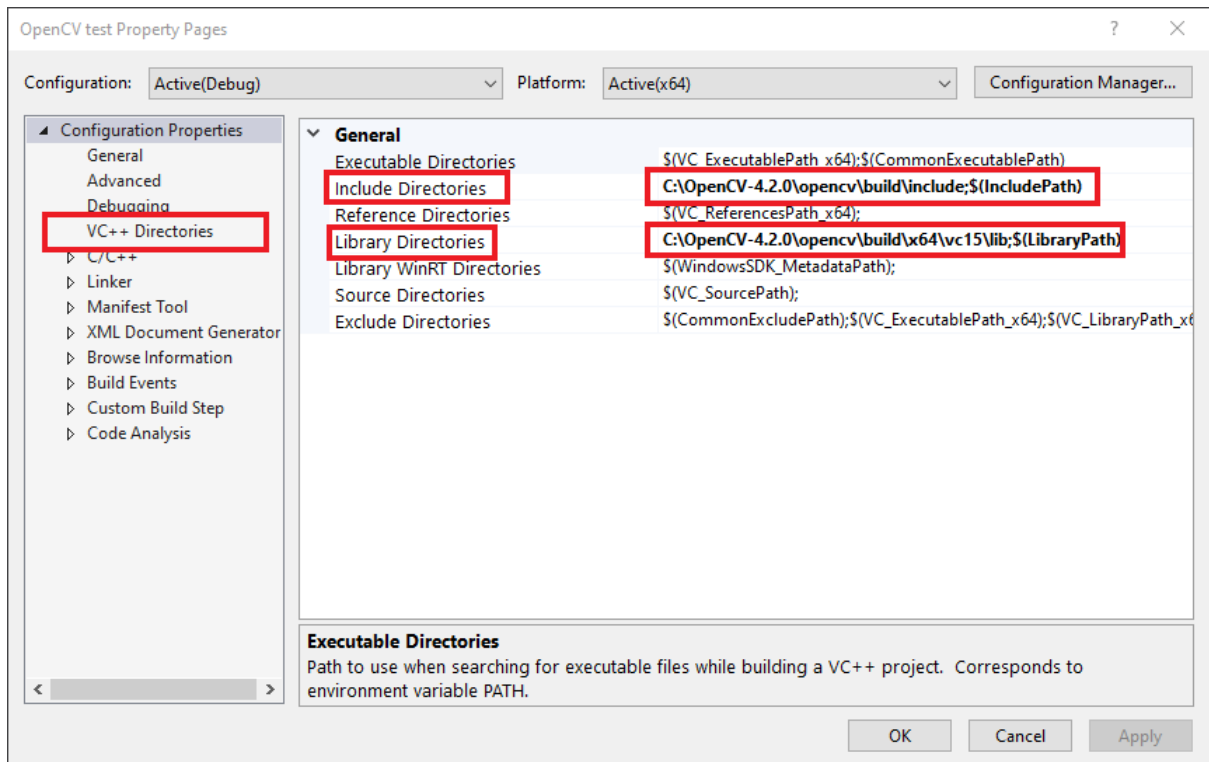 OpenCV test Property Pages
?
Configuration: Active(Debug) Platform: Active(x64) Configuration Manager...
Configuration Properties
General
Advanced
Debugging
VC++ Directories
C/C++
Linker
Manifest Tool
XML Document Generator
Browse Information
Build Events
Custom Build Step
Code Analysis
General
Executable Directories $(VC_ExecutablePath_x64);$(CommonExecutablePath)
Include Directories C:\OpenCV-4.2.0\opencv\build\include;$(IncludePath)
Reference Directories $(VC_ReferencesPath_x64);
Library Directories C:\OpenCV-4.2.0\opencv\build\x64\vc15\lib;$(LibraryPath)
Library WinRT Directories $(WindowsSDK_MetadataPath);
Source Directories $(VC_SourcePath);
Exclude Directories $(CommonExcludePath);$(VC_ExecutablePath_x64);$(VC_LibraryPath_x6
Executable Directories
Path to use when searching for executable files while building a VC++ project. Corresponds to
environment variable PATH.
OK Cancel Apply